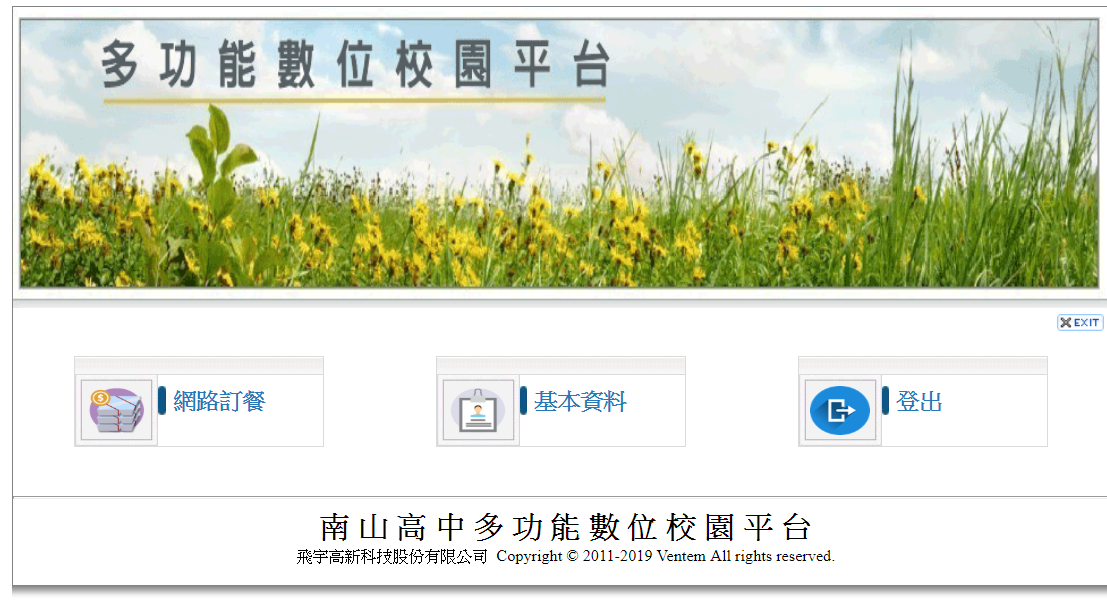 多功能數位校園平台
EXIT
網路訂餐
基本資料
登出
南山高中多功能數位校園平台
飛宇高新科技股份有限公司 Copyright © 2011-2019 Ventem All rights reserved.